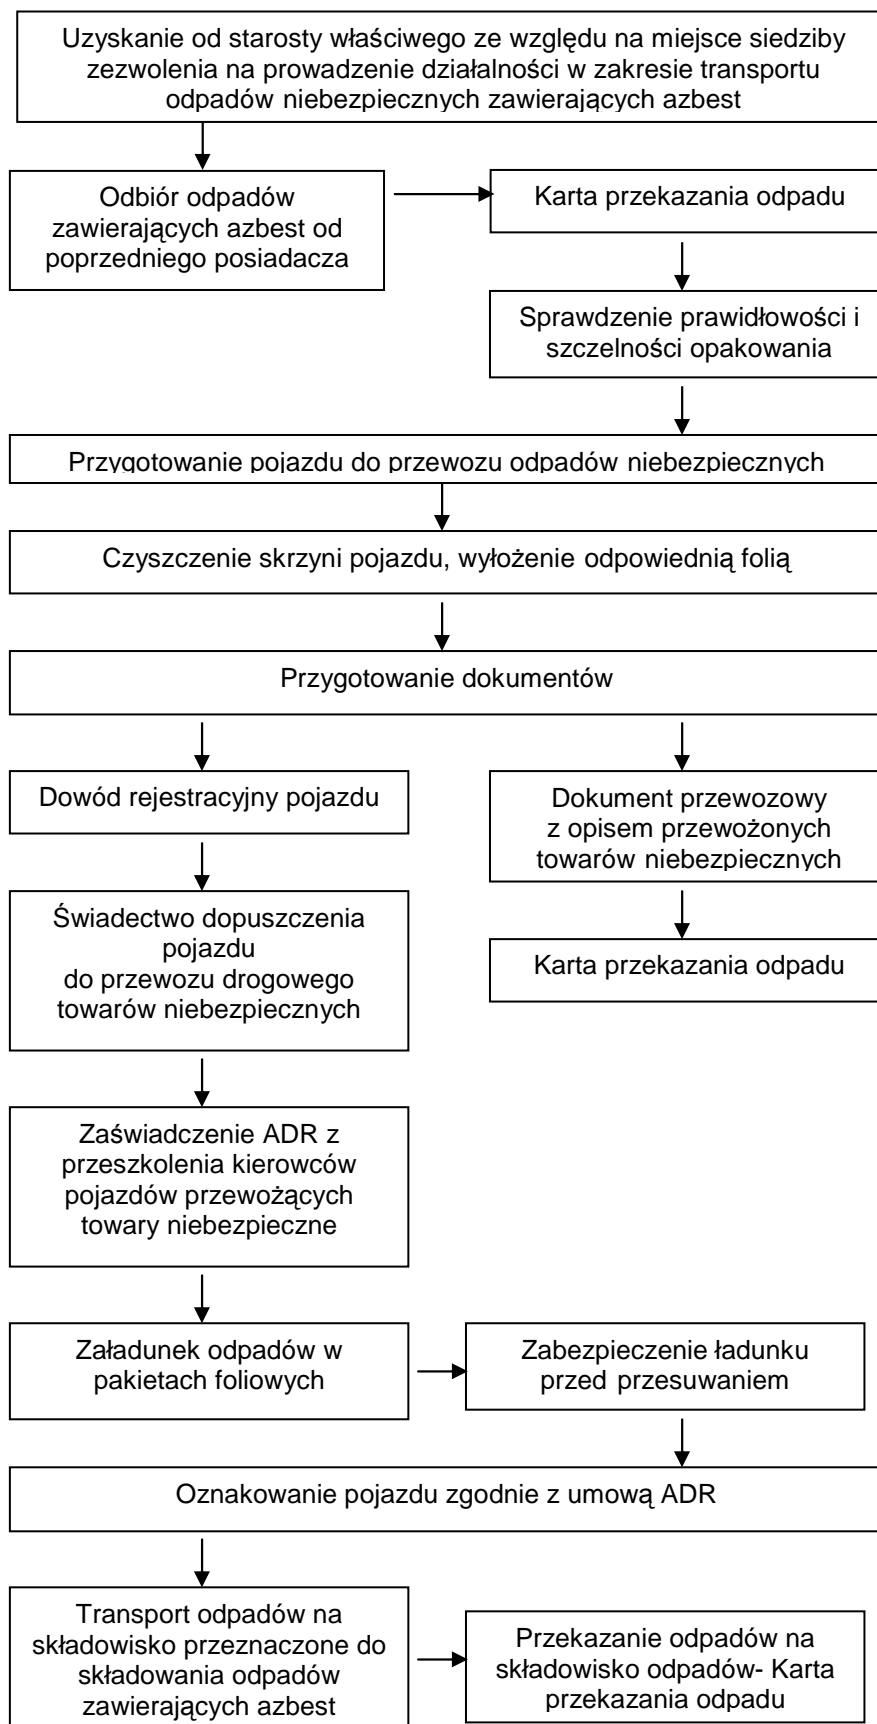 Uzyskanie od starosty właściwego ze względu na miejsce siedziby
zezwolenia na prowadzenie działalności w zakresie transportu
odpadów niebezpiecznych zawierających azbest
Odbiór odpadów
zawierających azbest od
poprzedniego posiadacza
Karta przekazania odpadu
Sprawdzenie prawidłowości i
szczelności opakowania
Przygotowanie pojazdu do przewozu odpadów niebezpiecznych
Czyszczenie skrzyni pojazdu, wyłożenie odpowiednią folią
Przygotowanie dokumentów
Dowód rejestracyjny pojazdu
Dokument przewozowy
z opisem przewożonych
towarów niebezpiecznych
Świadectwo dopuszczenia
pojazdu
do przewozu drogowego
towarów niebezpiecznych
Karta przekazania odpadu
Zaświadczenie ADR z
przeszkolenia kierowców
pojazdów przewożących
towary niebezpieczne
Załadunek odpadów w
pakietach foliowych
Zabezpieczenie ładunku
przed przesuwaniem
Oznakowanie pojazdu zgodnie z umową ADR
Transport odpadów na
składowisko przeznaczone do
składowania odpadów
zawierających azbest
Przekazanie odpadów na
składowisko odpadów- Karta
przekazania odpadu